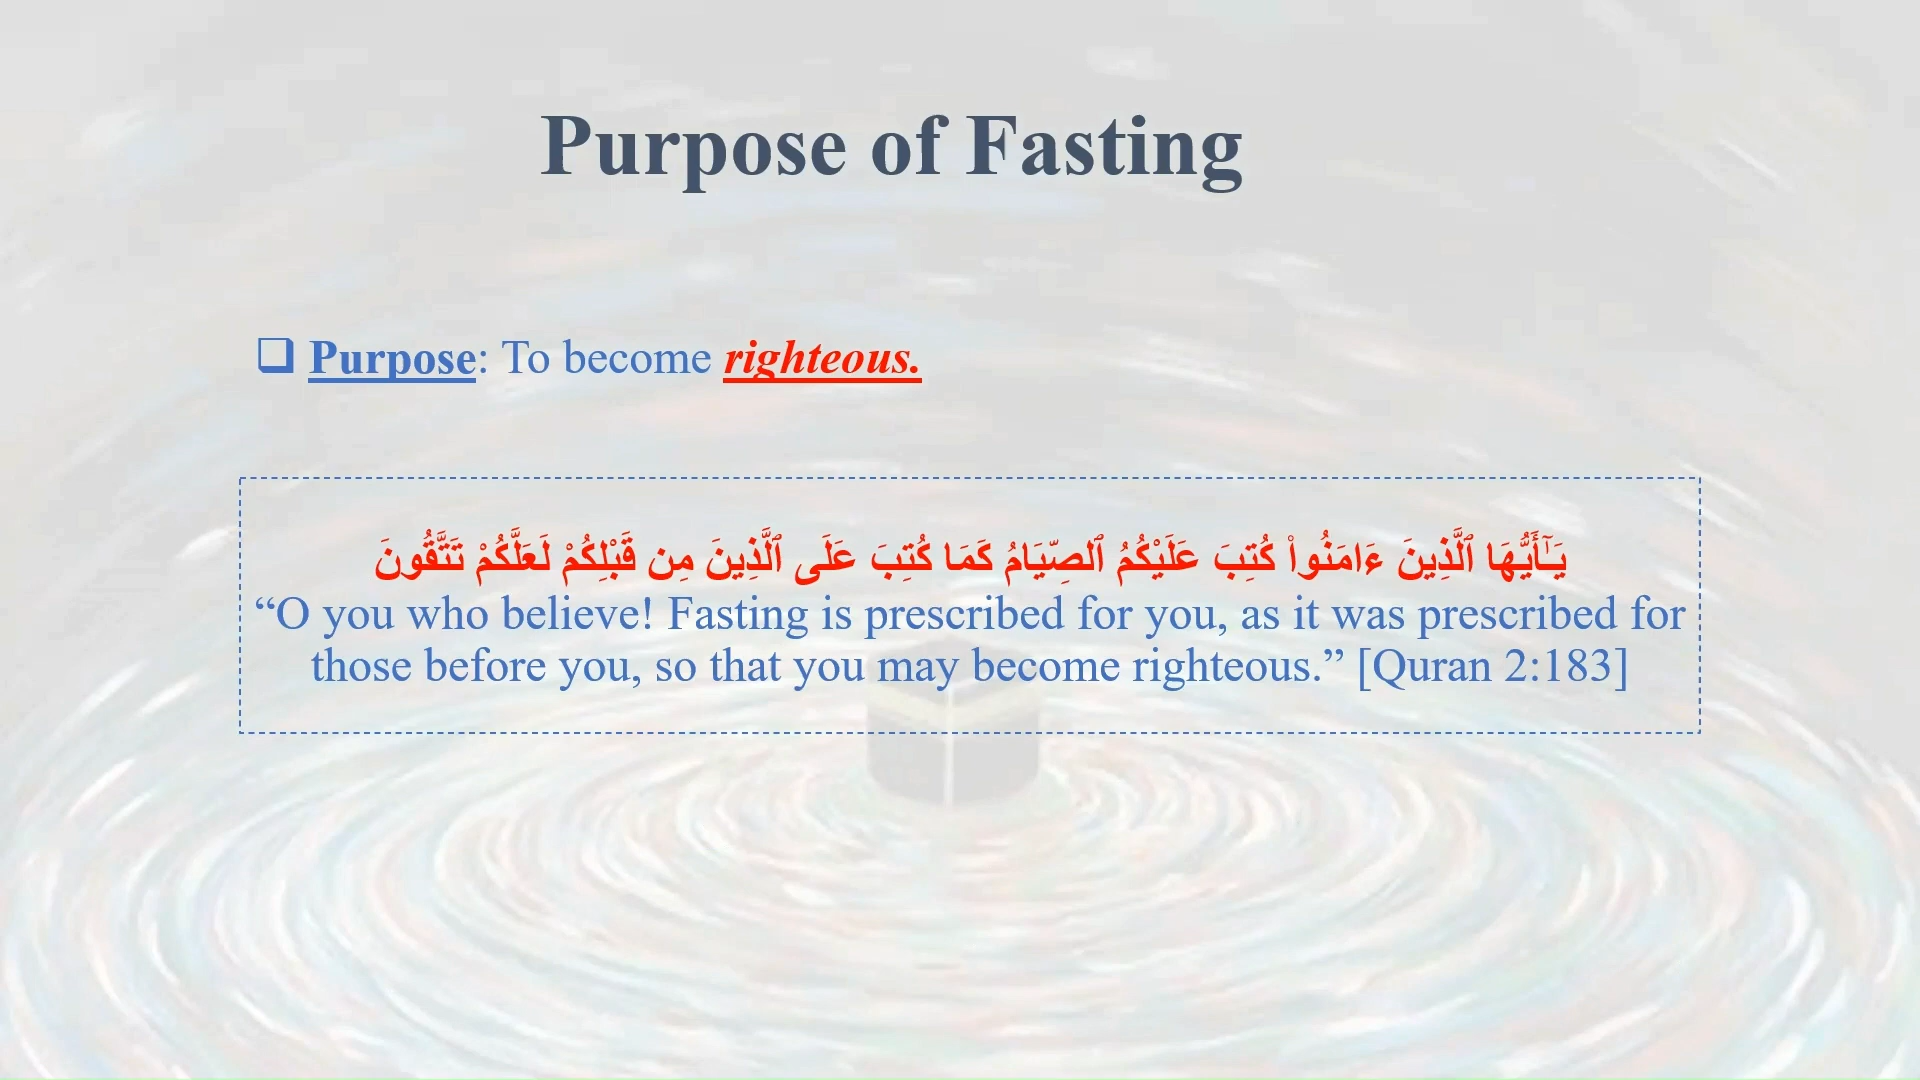 Purpose of Fasting
❑ Purpose: To become righteous.
يَـٰٓأَيُّهَا ٱلَّذِينَ ءَامَنُوا۟ كُتِبَ عَلَيْكُمُ ٱلصِّيَامُ كَمَا كُتِبَ عَلَى ٱلَّذِينَ مِن قَبْلِكُمْ لَعَلَّكُمْ تَتَّقُونَ
“O you who believe! Fasting is prescribed for you, as it was prescribed for
those before you, so that you may become righteous.” [Quran 2:183]